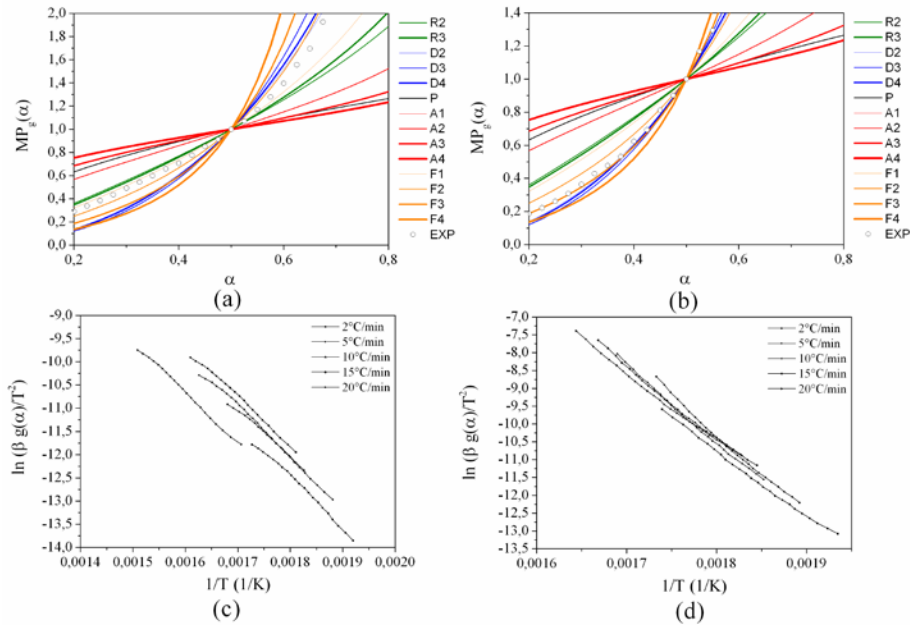 MPg(α)
2,0
1,8
1,6
1,4
1,2
1,0
0,8
0,6
0,4
0,2
0,0
0,2 0,4 0,6 0,8
α
R2
R3
D2
D3
D4
P
A1
A2
A3
A4
F1
F2
F3
F4
EXP
(a)
MPg(α)
1,4
1,2
1,0
0,8
0,6
0,4
0,2
0,0
0,2 0,4 0,6 0,8
α
R2
R3
D2
D3
D4
P
A1
A2
A3
A4
F1
F2
F3
F4
EXP
(b)
ln (β g(α)/T²)
-9,0
-9,5
-10,0
-10,5
-11,0
-11,5
-12,0
-12,5
-13,0
-13,5
-14,0
0,0014 0,0015 0,0016 0,0017 0,0018 0,0019 0,0020
1/T (1/K)
2°C/min
5°C/min
10°C/min
15°C/min
20°C/min
(c)
ln (β g(α)/T²)
-7,0
-7,5
-8,0
-8,5
-9,0
-9,5
-10,0
-10,5
-11,0
-11,5
-12,0
-12,5
-13,0
-13,5
0,0016 0,0017 0,0018 0,0019
1/T (1/K)
2°C/min
5°C/min
10°C/min
15°C/min
20°C/min
(d)